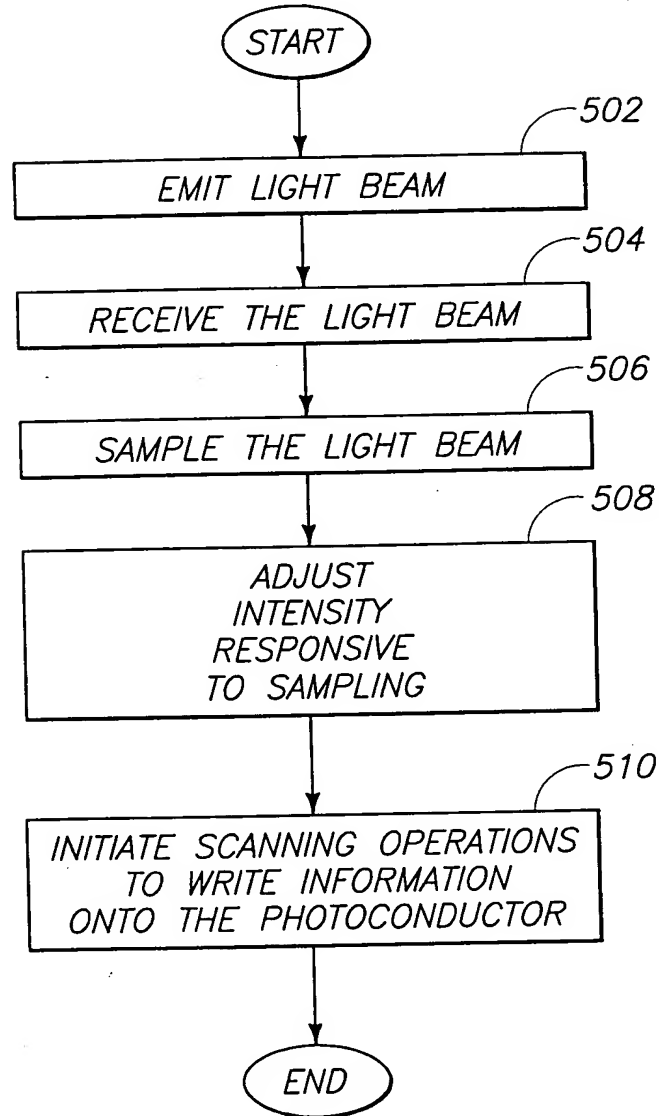 START
502
EMIT LIGHT BEAM
504
RECEIVE THE LIGHT BEAM
506
SAMPLE THE LIGHT BEAM
508
ADJUST
INTENSITY
RESPONSIVE
TO SAMPLING
510
INITIATE SCANNING OPERATIONS
TO WRITE INFORMATION
ONTO THE PHOTOCONDUCTOR
END